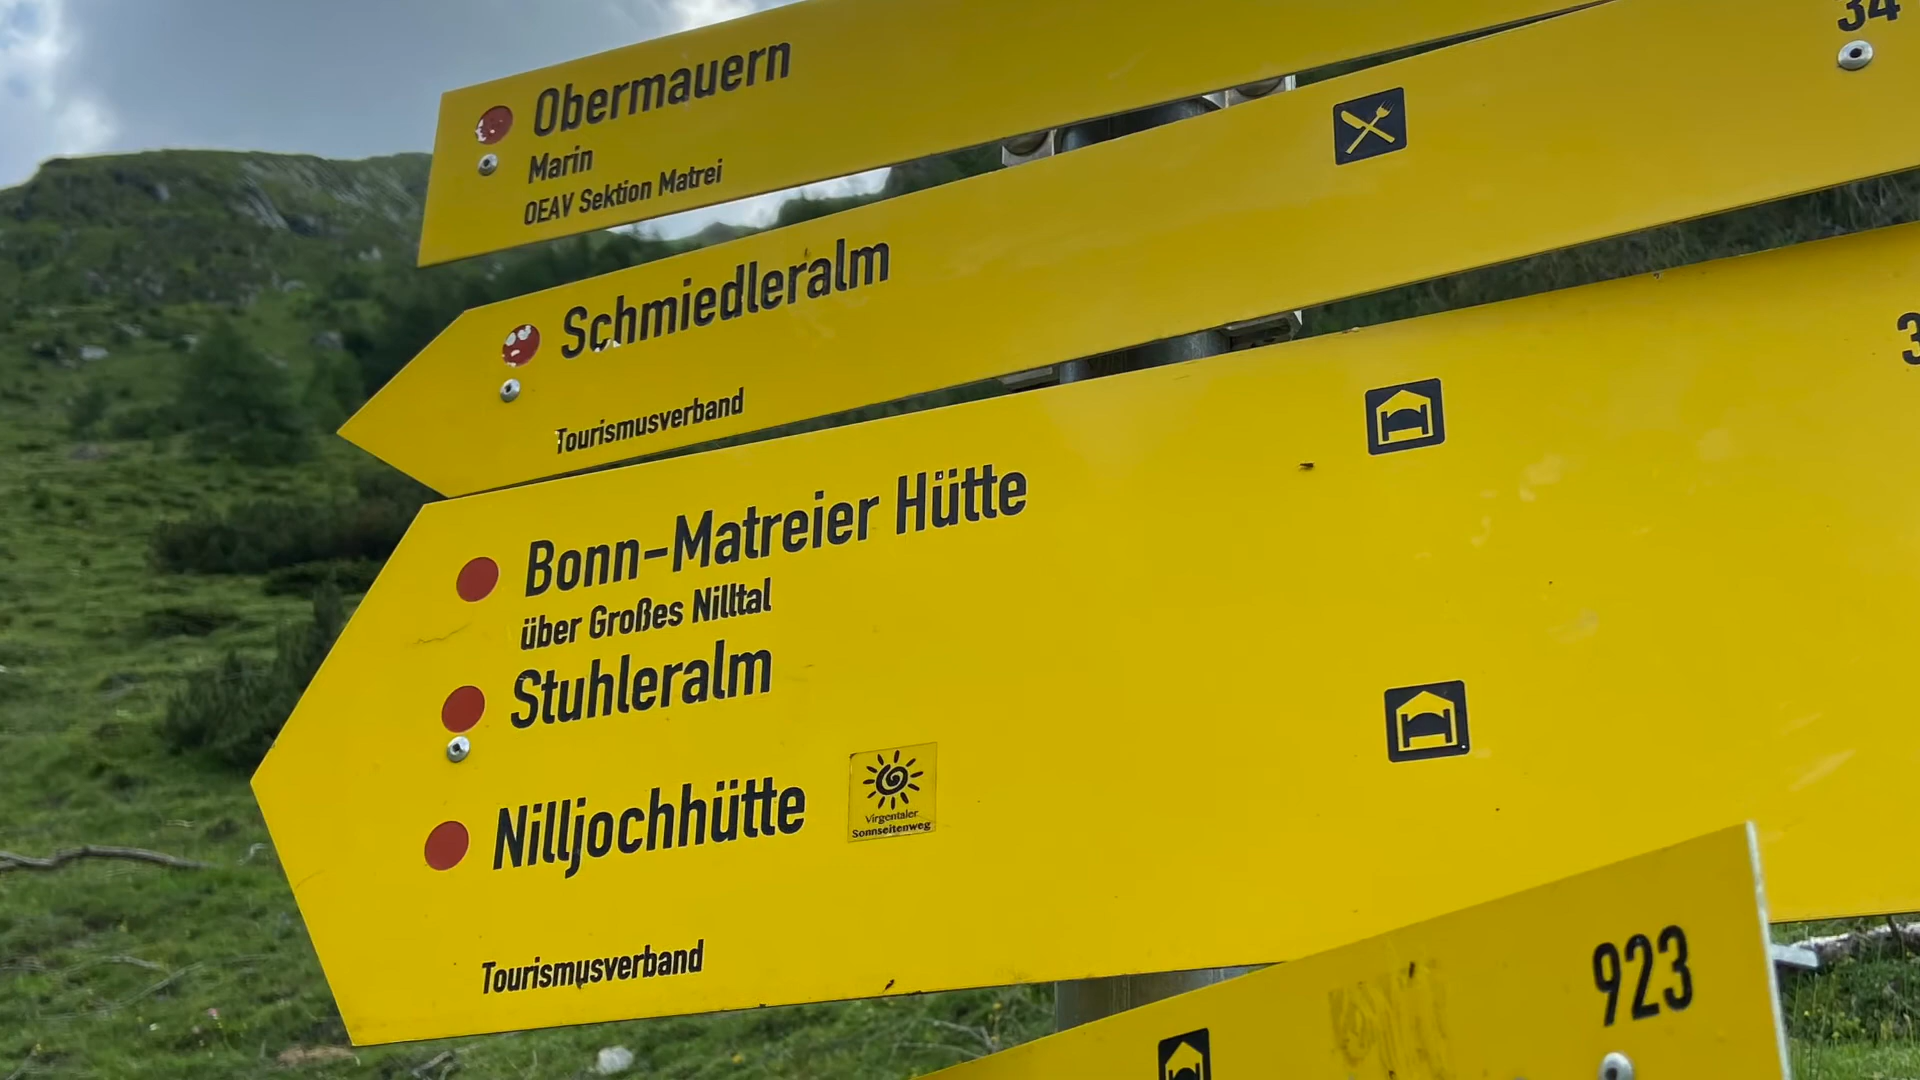 Obermauern
Marin
OEAV Sektion Matrei
34
Schmiedleralm
Tourismusverband
Bonn-Matreier Hütte
über Großes Nilltal
Stuhleralm
Nilljochhütte
Virgentaler
Sonnseitenweg
Tourismusverband
923